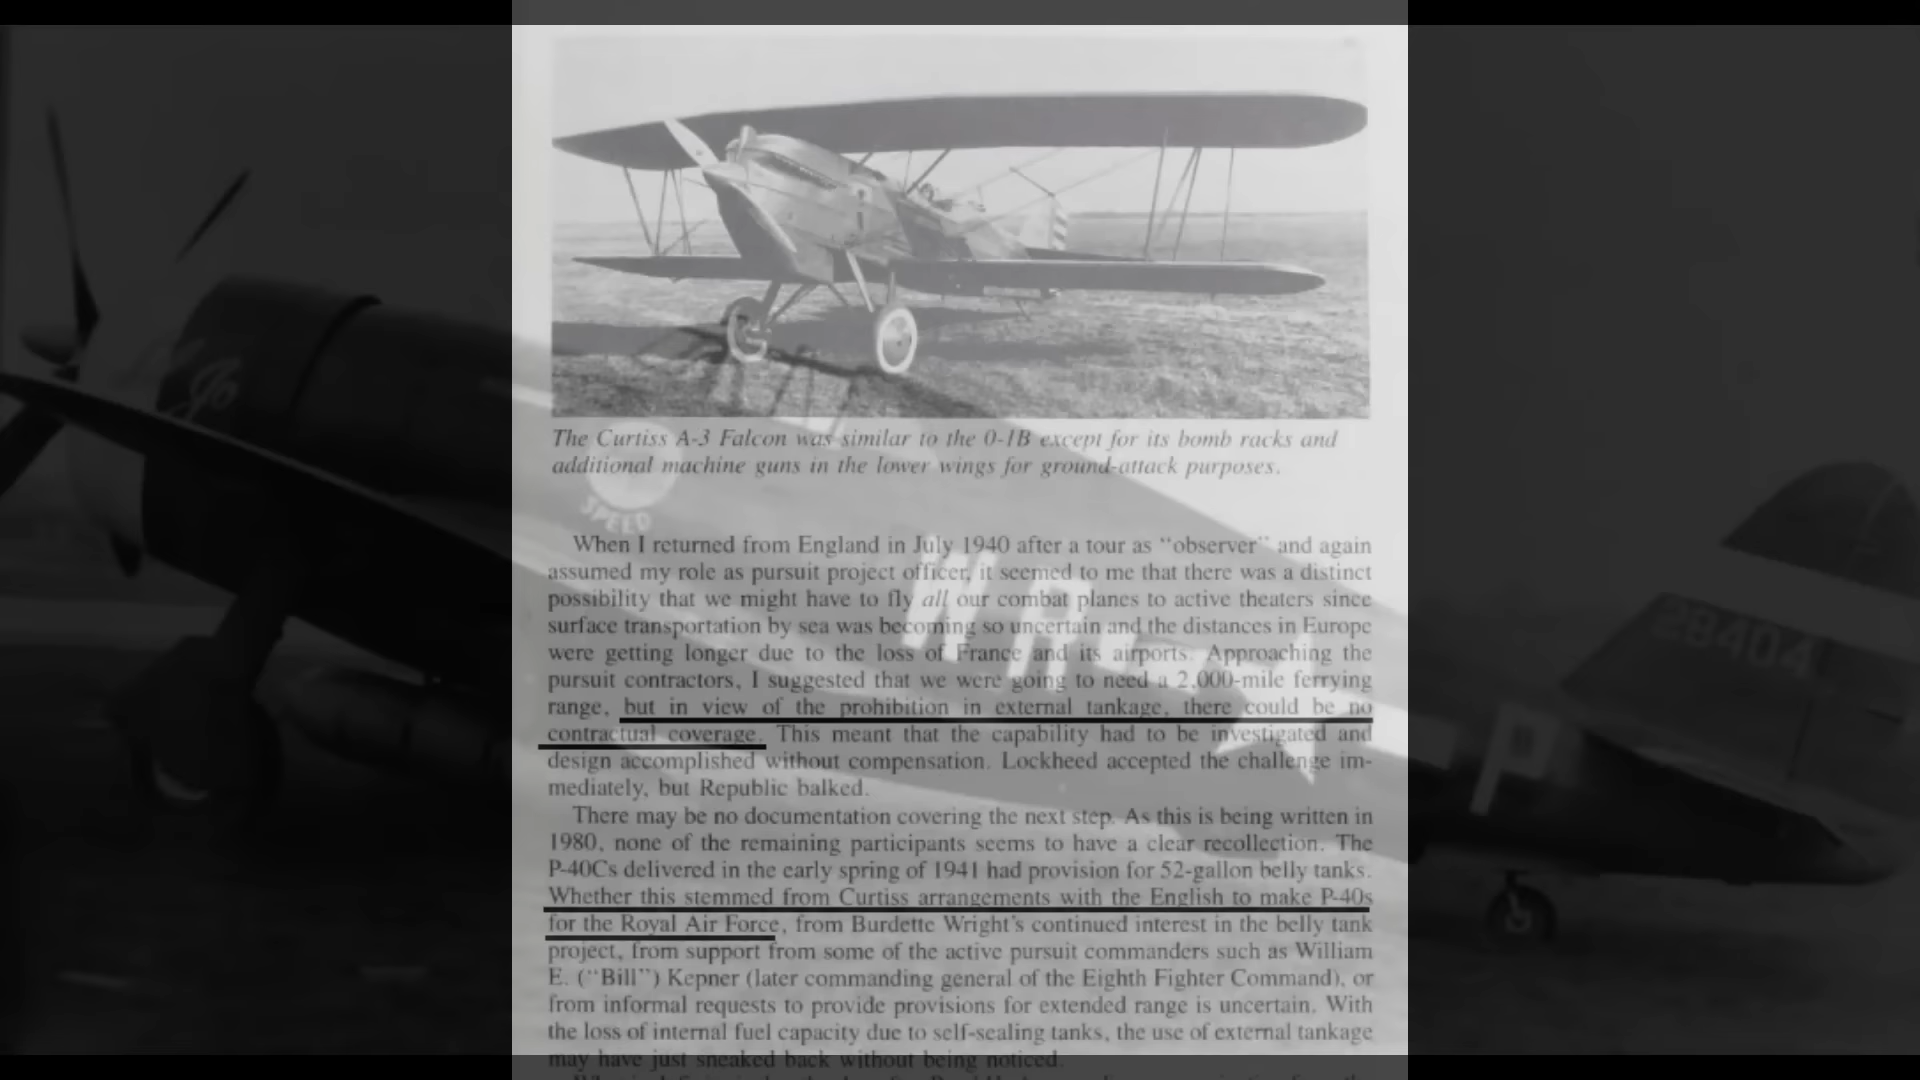 The Curtiss A-3 Falcon was similar to the 0-1B except for its bomb racks and
additional machine guns in the lower wings for ground-attack purposes.
When I returned from England in July 1940 after a tour as “observer” and again
assumed my role as pursuit project officer, it seemed to me that there was a distinct
possibility that we might have to fly all our combat planes to active theaters since
surface transportation by sea was becoming so uncertain and the distances in Europe
were getting longer due to the loss of France and its airports. Approaching the
pursuit contractors, I suggested that we were going to need a 2,000-mile ferrying
range, but in view of the prohibition in external tankage, there could be no
contractual coverage. This meant that the capability had to be investigated and
design accomplished without compensation. Lockheed accepted the challenge im-
mediately, but Republic balked.
There may be no documentation covering the next step. As this is being written in
1980, none of the remaining participants seems to have a clear recollection. The
P-40Cs delivered in the early spring of 1941 had provision for 52-gallon belly tanks.
Whether this stemmed from Curtiss arrangements with the English to make P-40s
for the Royal Air Force, from Burdette Wright’s continued interest in the belly tank
project, from support from some of the active pursuit commanders such as William
E. (“Bill”) Kepner (later commanding general of the Eighth Fighter Command), or
from informal requests to provide provisions for extended range is uncertain. With
the loss of internal fuel capacity due to self-sealing tanks, the use of external tankage
may have just sneaked back without being noticed.
Jo
SPEED
WR
P
28404